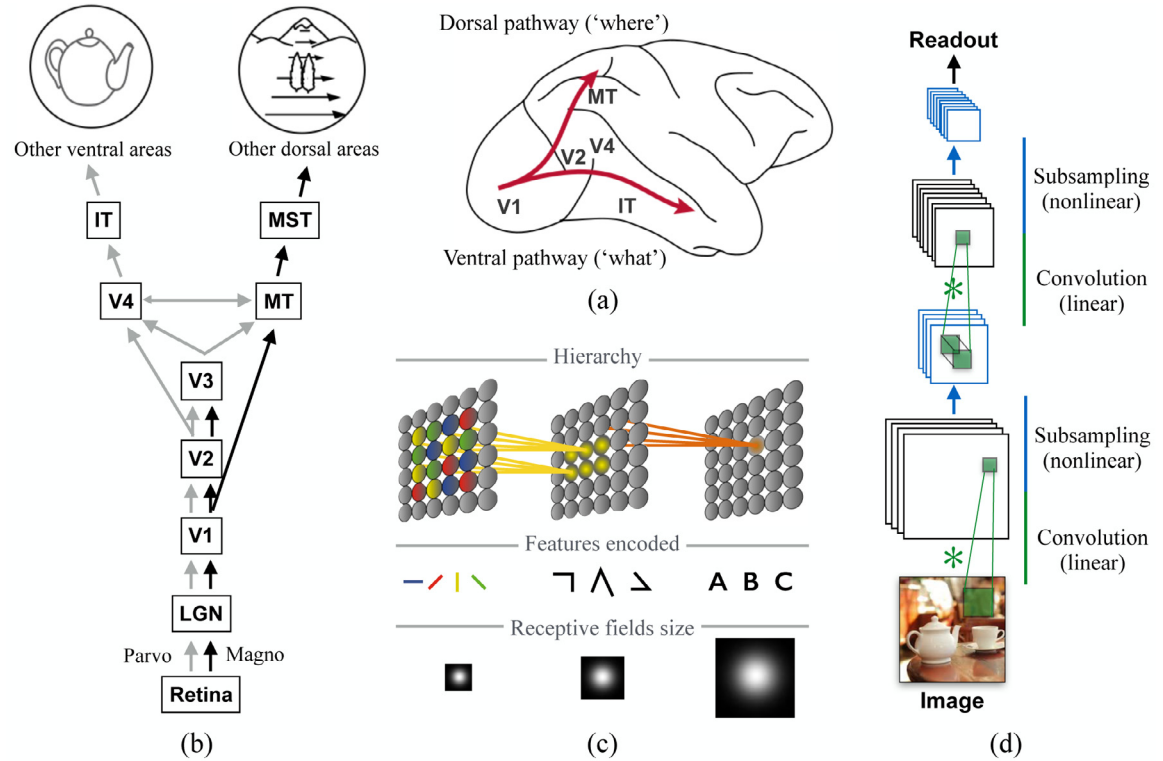 Other ventral areas
Other dorsal areas
IT
MST
V4
MT
V3
V2
V1
LGN
Parvo
Magno
Retina
(b)
Dorsal pathway (‘where’)
MT
V4
V2
V1
IT
Ventral pathway (‘what’)
(a)
Hierarchy
Features encoded
A B C
Receptive fields size
(c)
Readout
Subsampling
(nonlinear)
Convolution
(linear)
*
Subsampling
(nonlinear)
Convolution
(linear)
*
Image
(d)